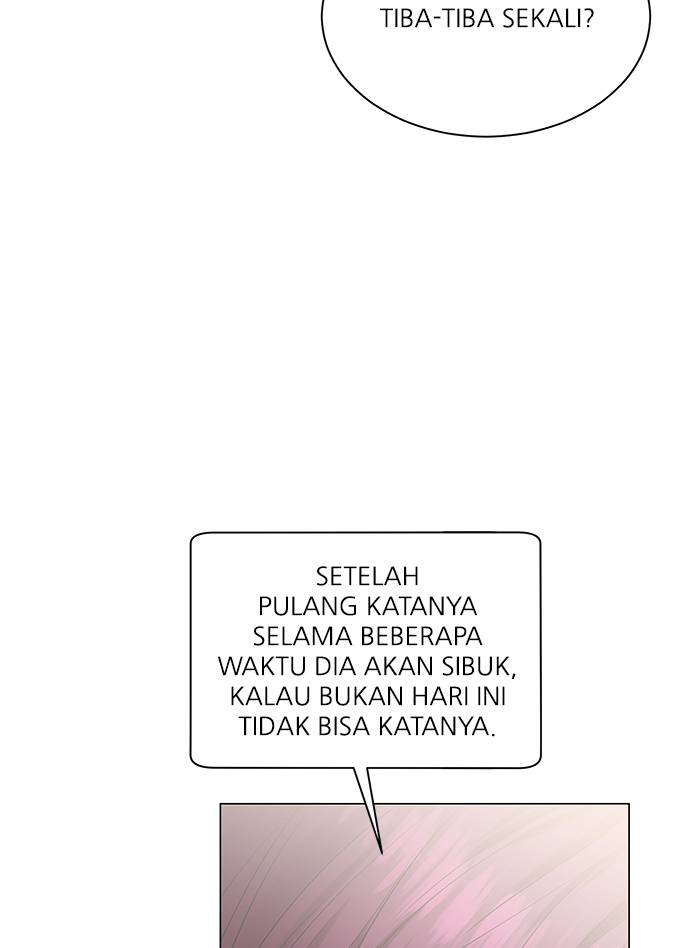 TIBA-TIBA SEKALI?
SETELAH
PULANG KATANYA
SELAMA BEBERAPA
WAKTU DIA AKAN SIBUK,
KALAU BUKAN HARI INI
TIDAK BISA KATANYA.